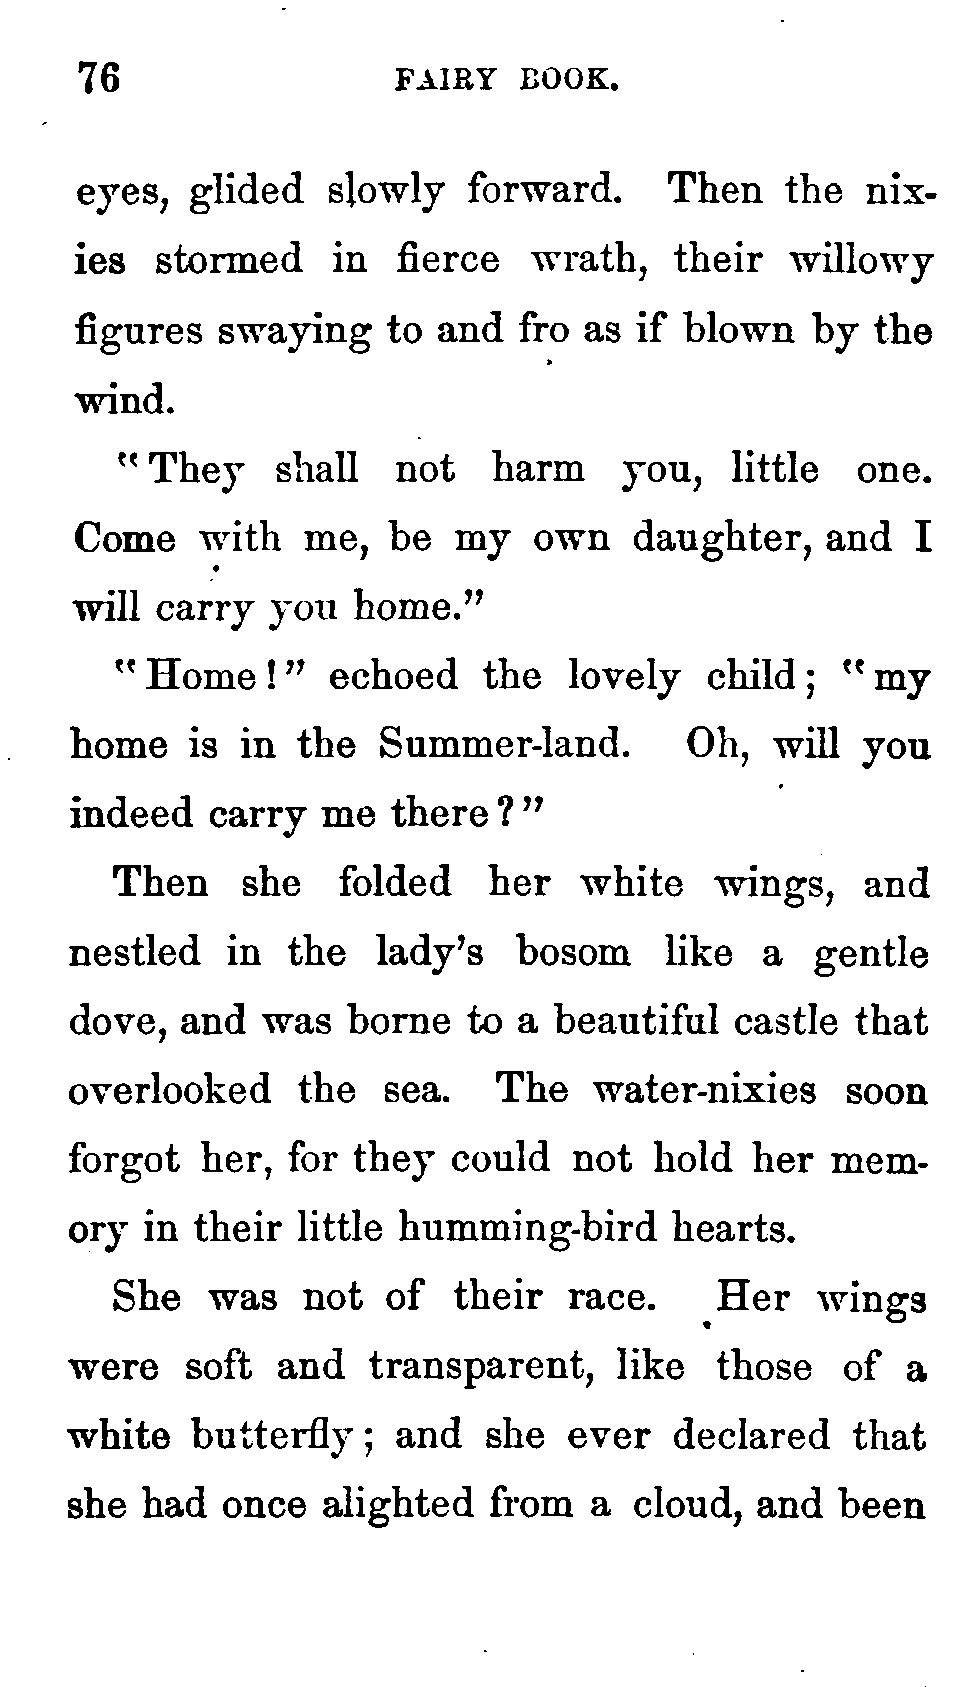 76 FAIRY BOOK.
eyes, glided slowly forward. Then the nix-
ies stormed in fierce wrath, their willowy
figures swaying to and fro as if blown by the
wind.
"They shall not harm you, little one.
Come with me, be my own daughter, and I
will carry you home."
"Home!" echoed the lovely child; "my
home is in the Summer-land. Oh, will you
indeed carry me there?"
Then she folded her white wings, and
nestled in the lady's bosom like a gentle
dove, and was borne to a beautiful castle that
overlooked the sea. The water-nixies soon
forgot her, for they could not hold her mem-
ory in their little humming-bird hearts.
She was not of their race. Her wings
were soft and transparent, like those of a
white butterfly; and she ever declared that
she had once alighted from a cloud, and been